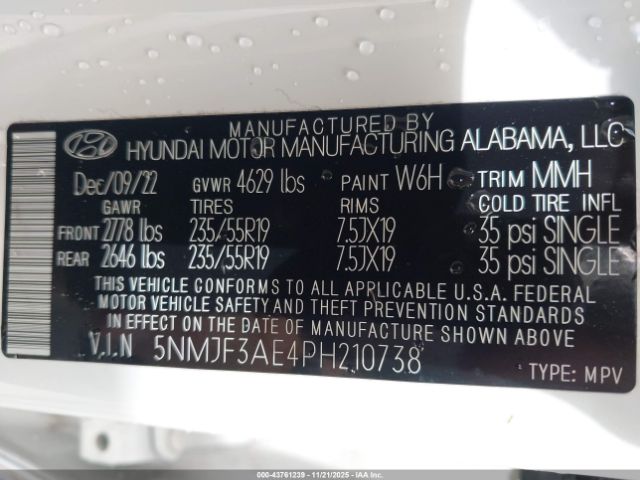 MANUFACTURED BY
HYUNDAI MOTOR MANUFACTURING ALABAMA, LLC
Dec/09/22 GVWR 4629 lbs PAINT W6H TRIM MMH
GAWR TIRES RIMS COLD TIRE INFL
FRONT 2778 lbs 235/55R19 7.5JX19 35 psi SINGLE
REAR 2646 lbs 235/55R19 7.5JX19 35 psi SINGLE
THIS VEHICLE CONFORMS TO ALL APPLICABLE U.S.A. FEDERAL
MOTOR VEHICLE SAFETY AND THEFT PREVENTION STANDARDS
IN EFFECT ON THE DATE OF MANUFACTURE SHOWN ABOVE
V.I.N 5NMJF3AE4PH210738 TYPE: MPV
000-43761239 - 11/21/2025 - IAA Inc.